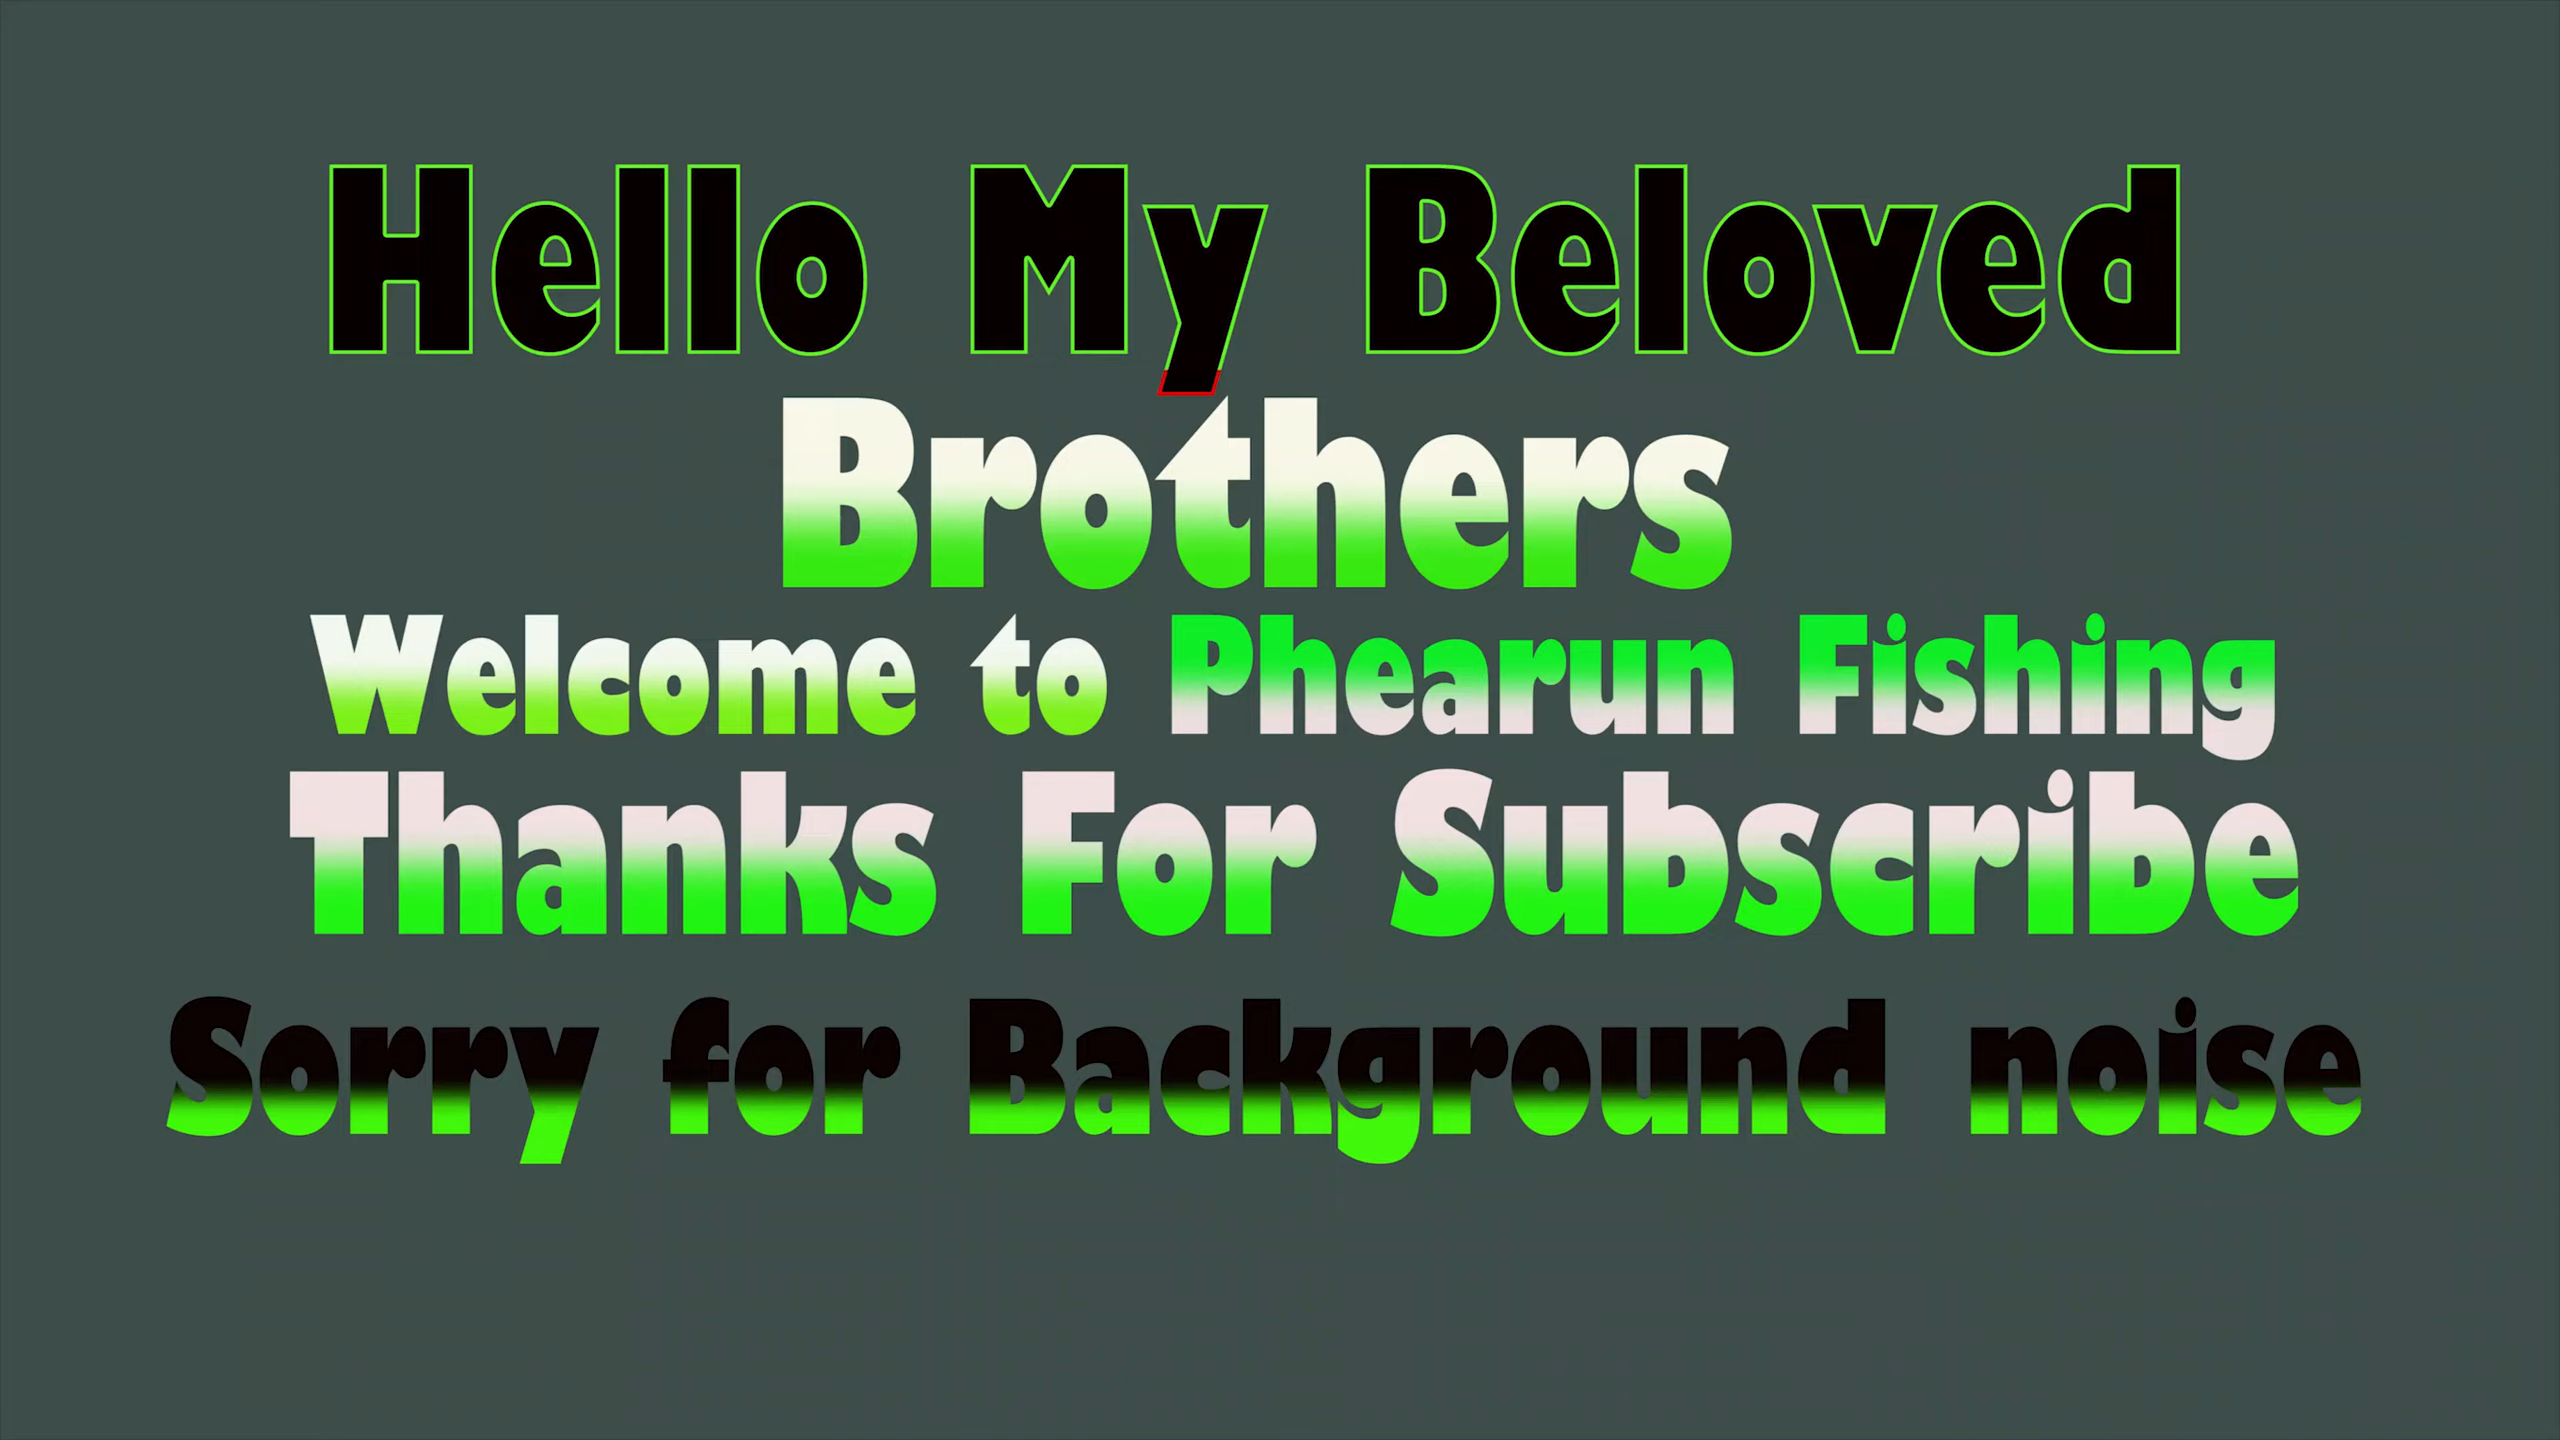 Hello My Beloved
Brothers
Welcome to Phearun Fishing
Thanks For Subscribe
Sorry for Background noise